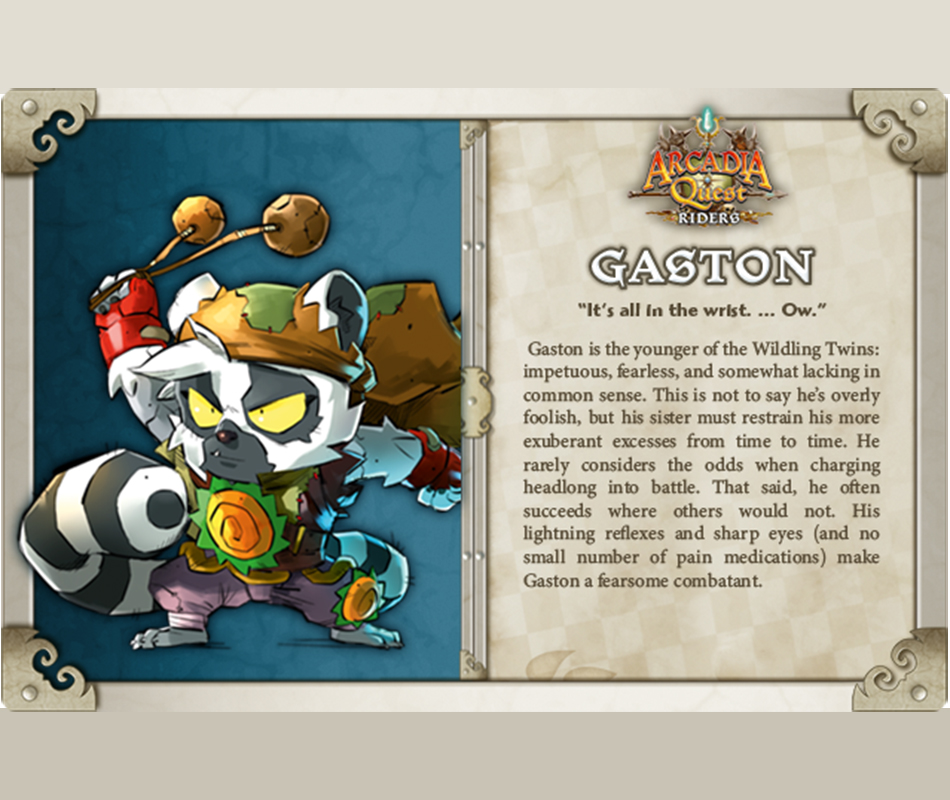 ARCADIA
Quest
RIDERS
GASTON
“It’s all in the wrist. ... Ow.”
Gaston is the younger of the Wildling Twins:
impetuous, fearless, and somewhat lacking in
common sense. This is not to say he’s overly
foolish, but his sister must restrain his more
exuberant excesses from time to time. He
rarely considers the odds when charging
headlong into battle. That said, he often
succeeds where others would not. His
lightning reflexes and sharp eyes (and no
small number of pain medications) make
Gaston a fearsome combatant.